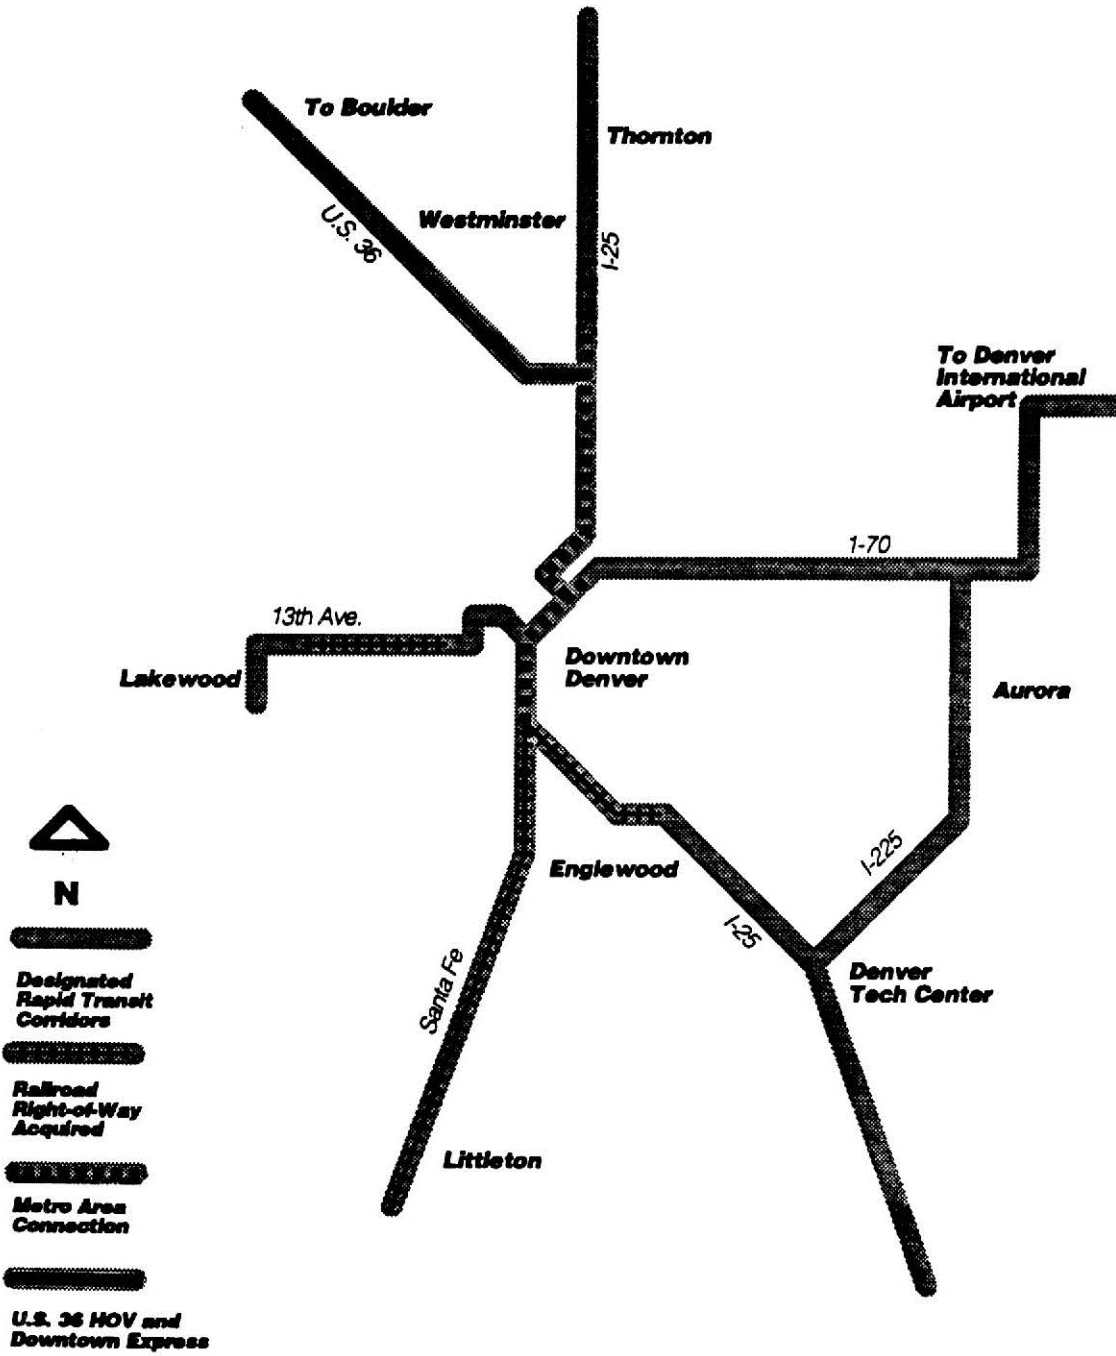 To Boulder
Thornton
Westminster
U.S. 36
I-25
To Denver
International
Airport
1-70
13th Ave.
Downtown
Denver
Lakewood
Aurora
N
Englewood
I-225
I-25
Denver
Tech Center
Santa Fe
Littleton
Designated
Rapid Transit
Corridors
Railroad
Right-of-Way
Acquired
Metro Area
Connection
U.S. 36 HOV and
Downtown Express